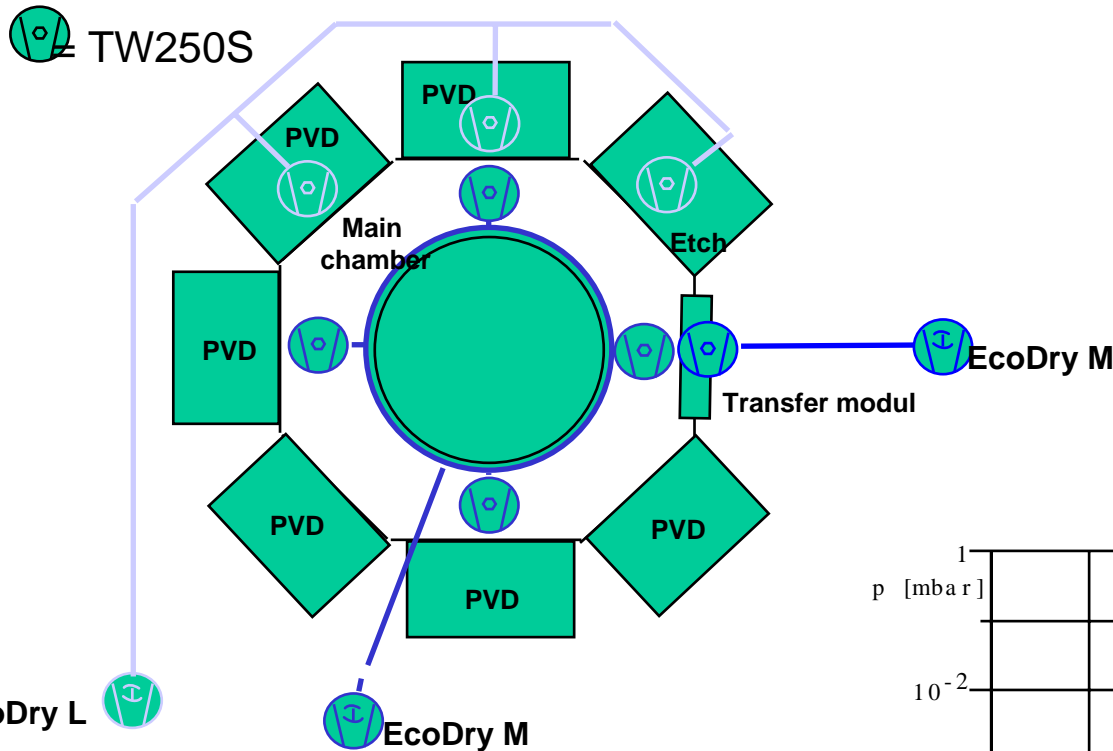 = TW250S
PVD
PVD
Main
chamber
Etch
PVD
EcoDry M
Transfer modul
PVD
PVD
PVD
1
p [mbar]
10-2
oDry L
EcoDry M